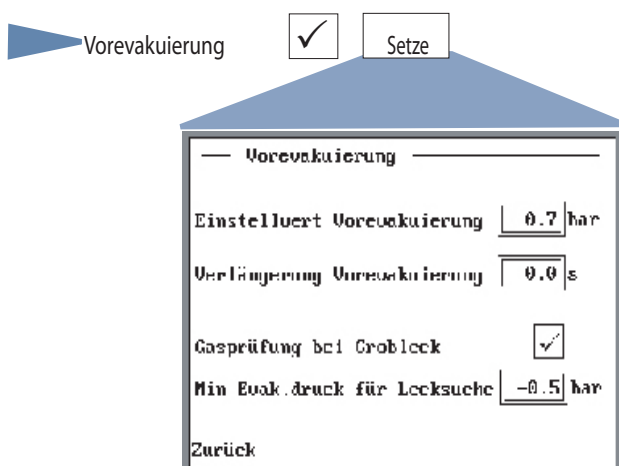 Vorevakuierung ✓ Setze
Vorevakuierung
Einstellwert Vorevakuierung 0.7 bar
Verlängerung Vorevakuierung 0.0 s
Gasprüfung bei Grobleck ✓
Min Evak.druck für Lecksuche -0.5 bar
Zurück